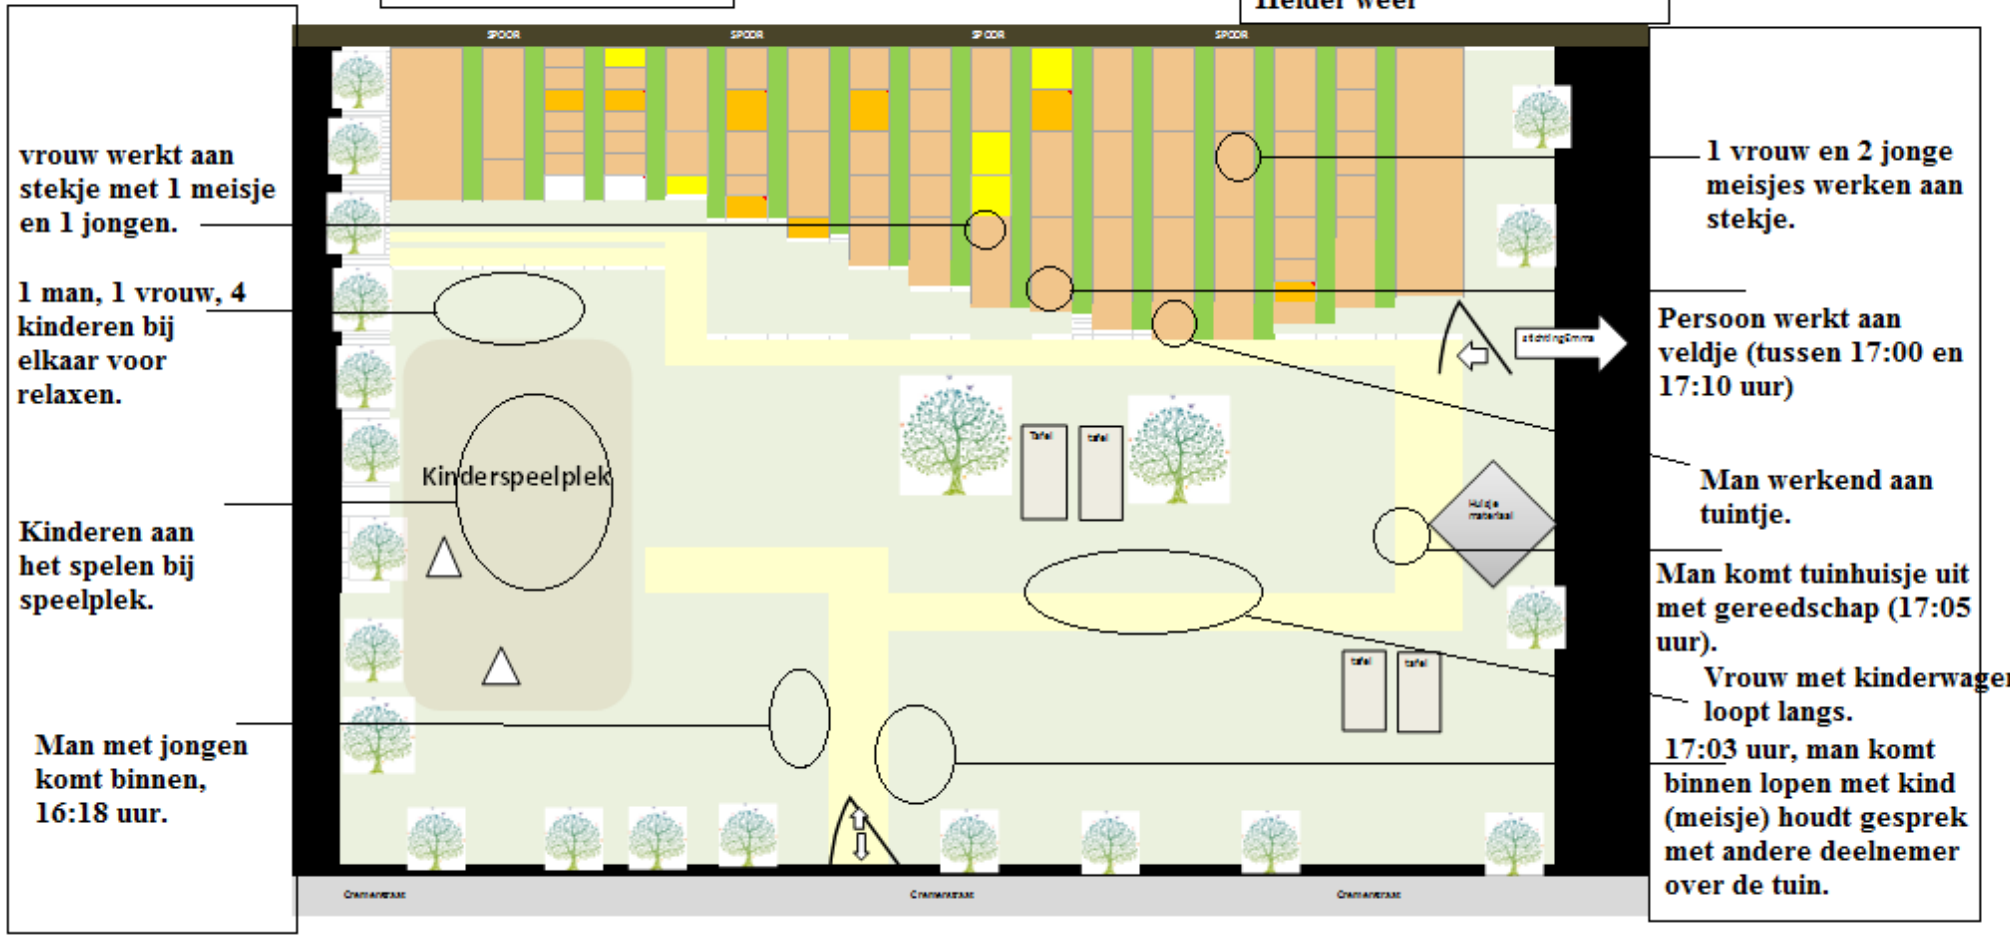 Helder weer
SPOOR
SPOOR
SPOOR
SPOOR
vrouw werkt aan
stekje met 1 meisje
en 1 jongen.
1 man, 1 vrouw, 4
kinderen bij
elkaar voor
relaxen.
Kinderen aan
het spelen bij
speelplek.
Man met jongen
komt binnen,
16:18 uur.
Kinderspeelplek
Tafel
tafel
tafel
tafel
Huisje
materiaal
stichting Emma
1 vrouw en 2 jonge
meisjes werken aan
stekje.
Persoon werkt aan
veldje (tussen 17:00 en
17:10 uur)
Man werkend aan
tuintje.
Man komt tuinhuisje uit
met gereedschap (17:05
uur).
Vrouw met kinderwagen
loopt langs.
17:03 uur, man komt
binnen lopen met kind
(meisje) houdt gesprek
met andere deelnemer
over de tuin.